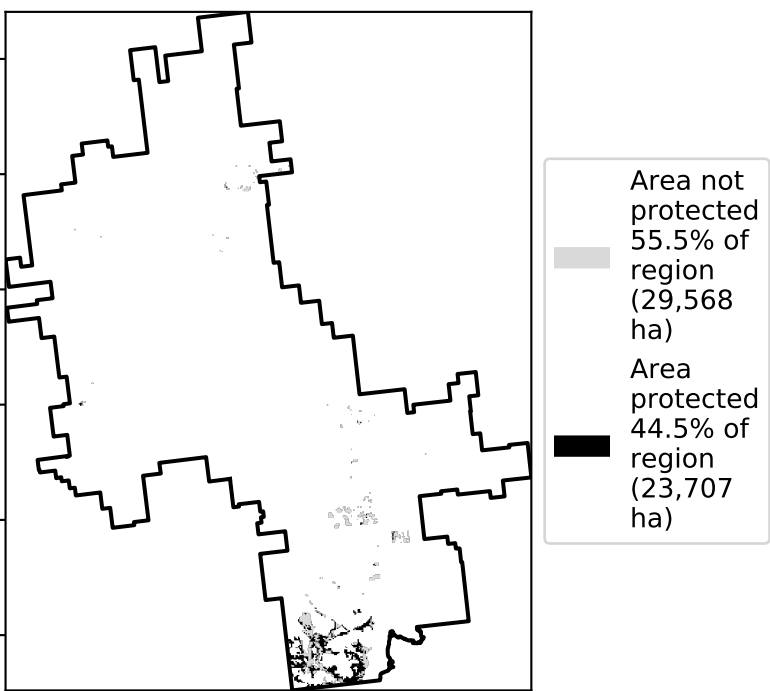 Area not
protected
55.5% of
region
(29,568
ha)
Area
protected
44.5% of
region
(23,707
ha)